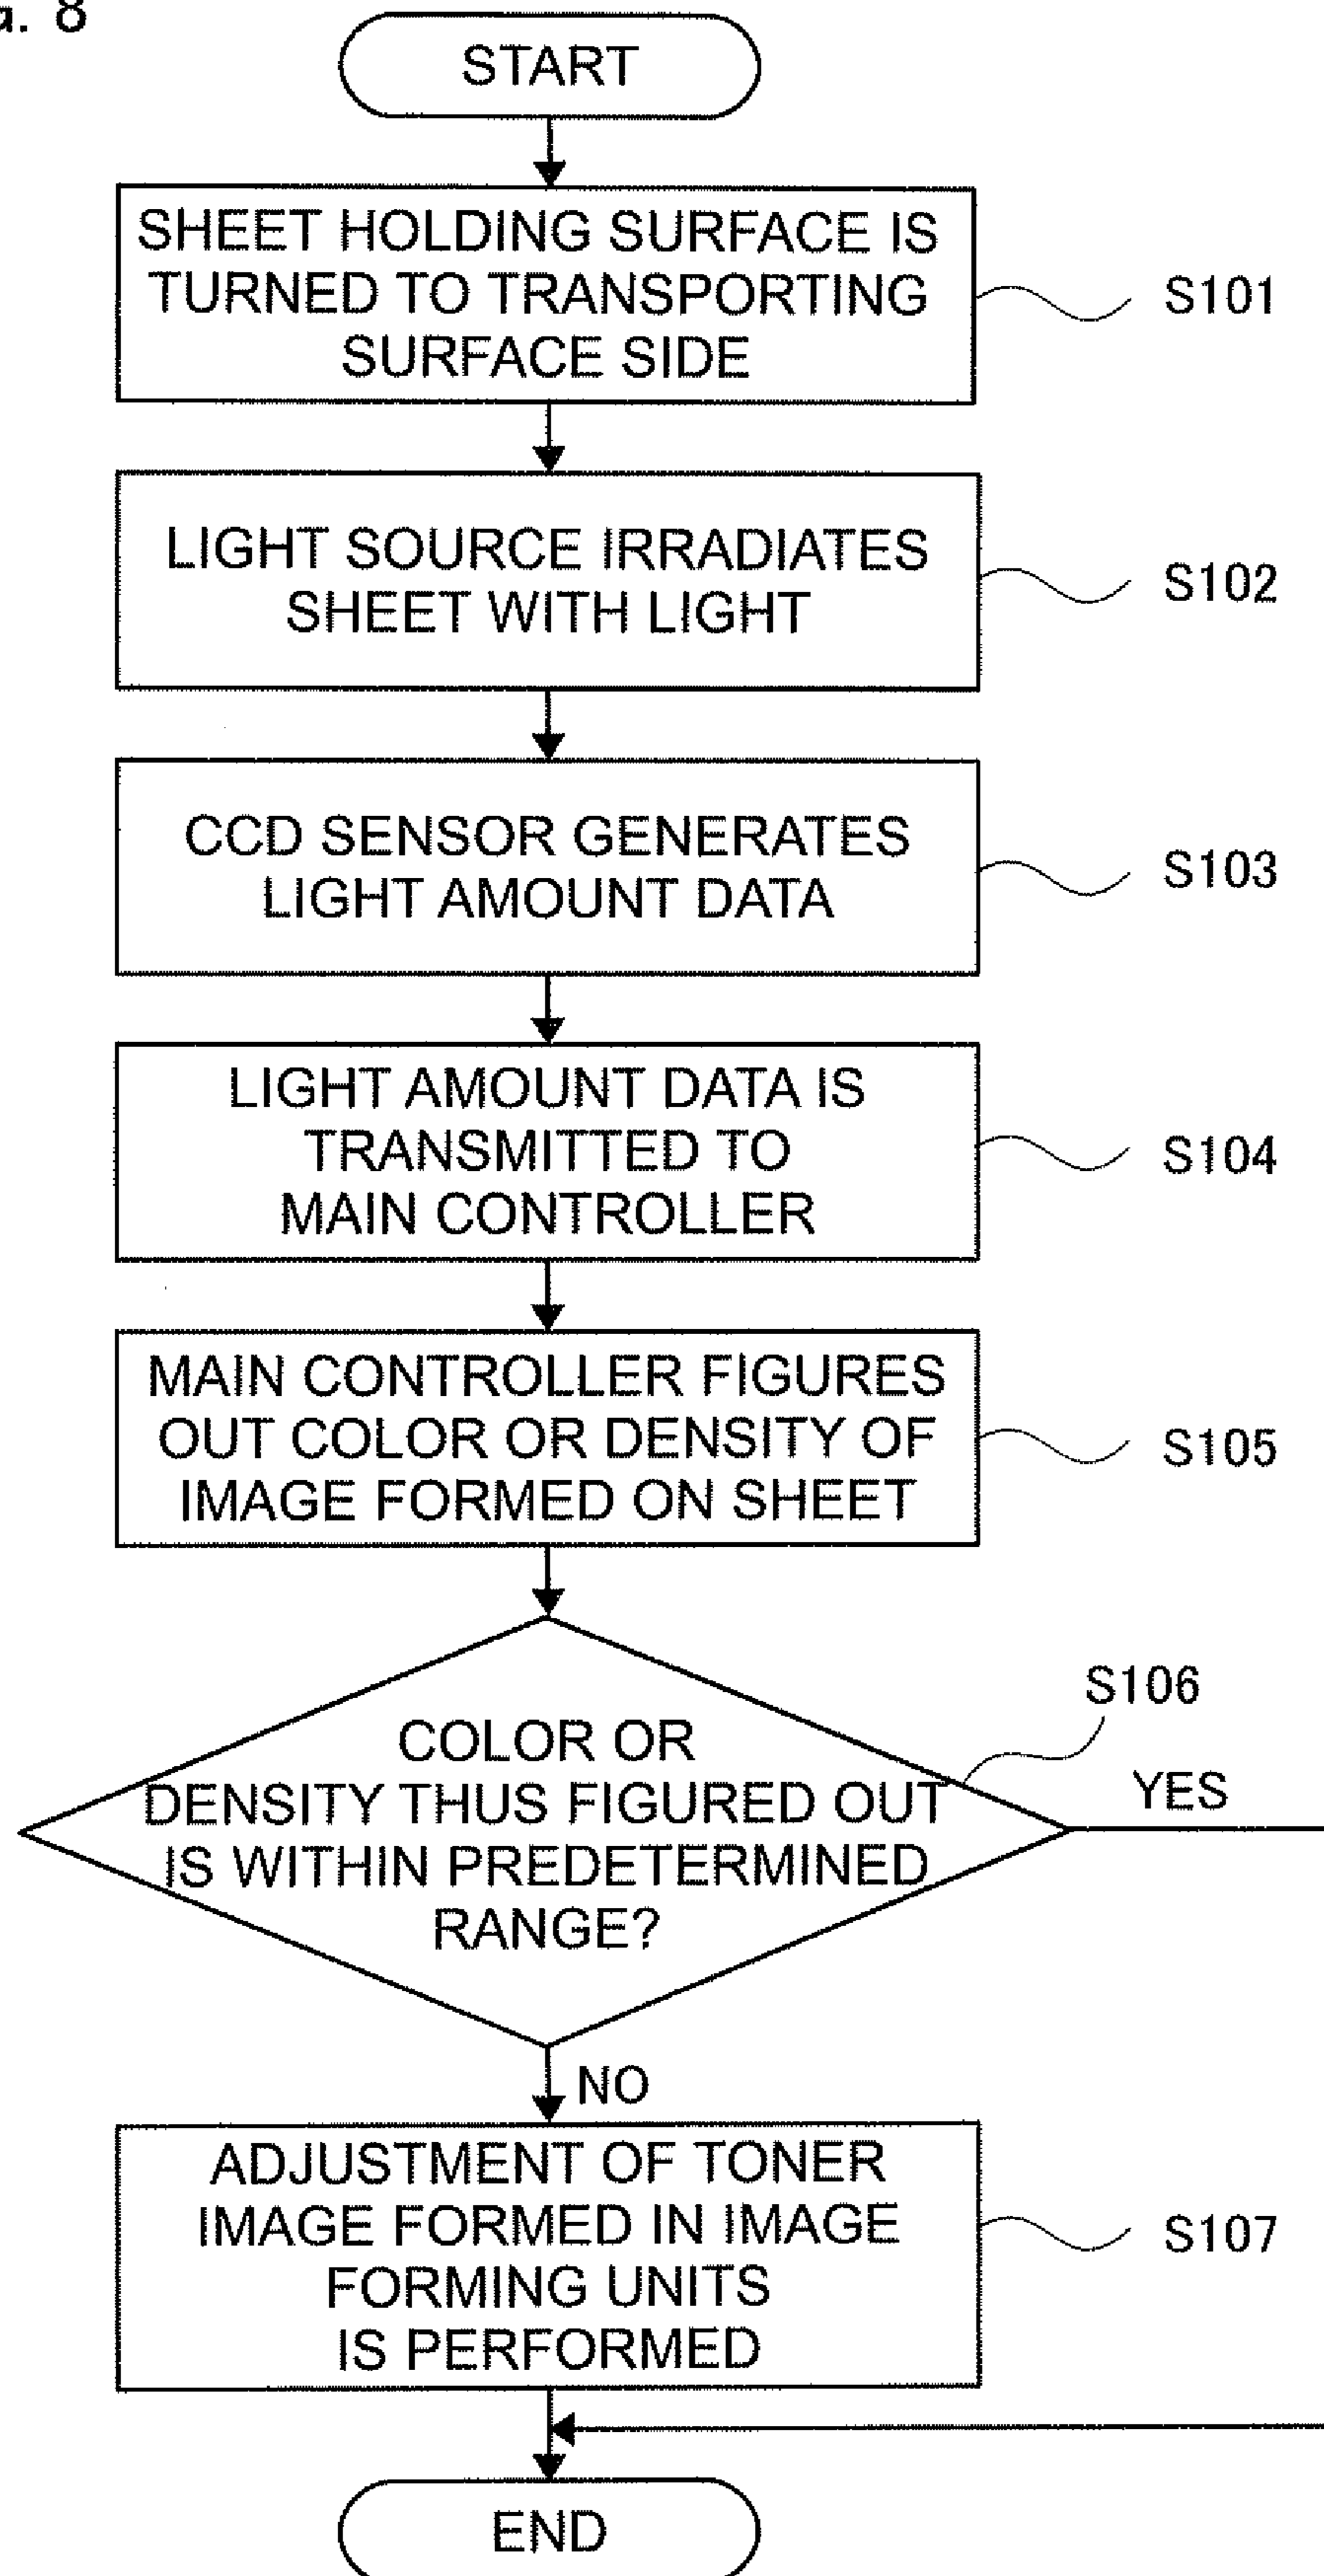 8
START
SHEET HOLDING SURFACE IS
TURNED TO TRANSPORTING
SURFACE SIDE
S101
LIGHT SOURCE IRRADIATES
SHEET WITH LIGHT
S102
CCD SENSOR GENERATES
LIGHT AMOUNT DATA
S103
LIGHT AMOUNT DATA IS
TRANSMITTED TO
MAIN CONTROLLER
S104
MAIN CONTROLLER FIGURES
OUT COLOR OR DENSITY OF
IMAGE FORMED ON SHEET
S105
S106
COLOR OR
DENSITY THUS FIGURED OUT
IS WITHIN PREDETERMINED
RANGE?
YES
NO
ADJUSTMENT OF TONER
IMAGE FORMED IN IMAGE
FORMING UNITS
IS PERFORMED
S107
END